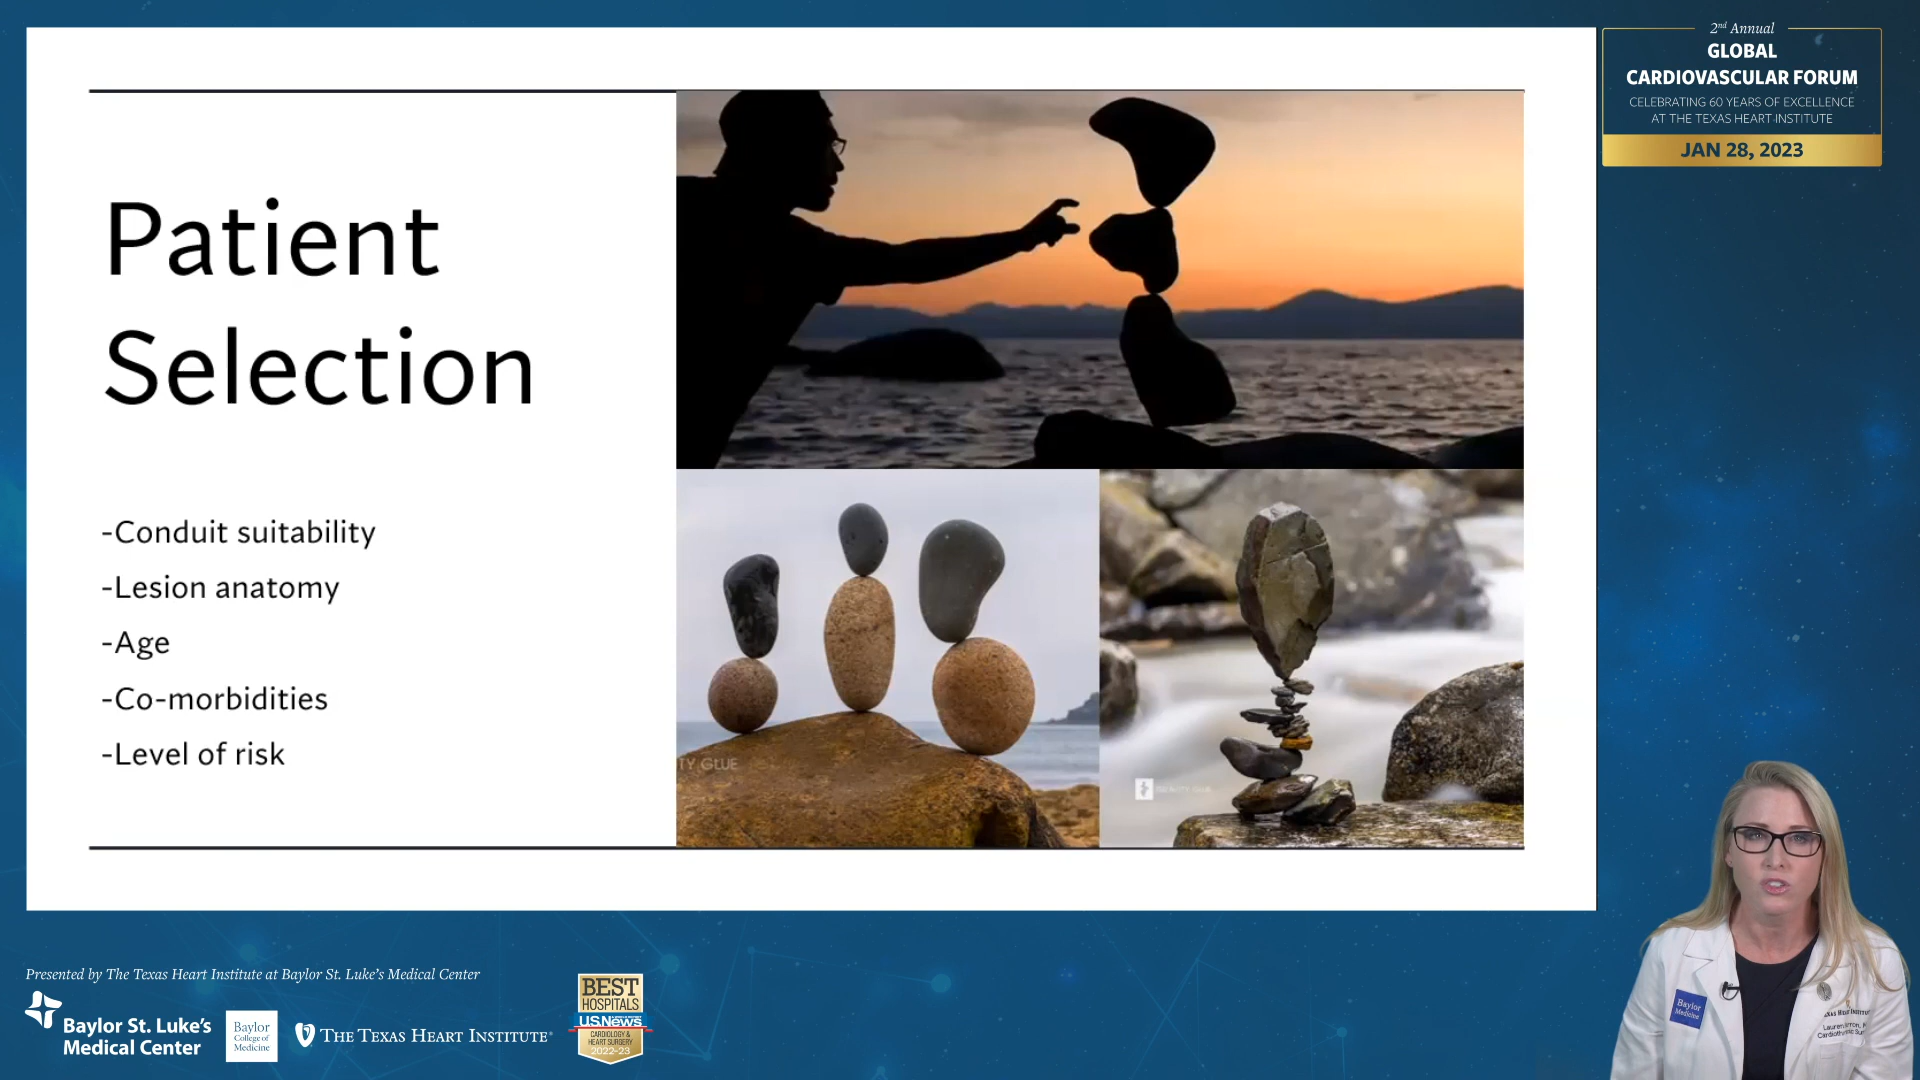 2nd Annual
GLOBAL
CARDIOVASCULAR FORUM
CELEBRATING 60 YEARS OF EXCELLENCE
AT THE TEXAS HEART INSTITUTE
JAN 28, 2023
Patient
Selection
-Conduit suitability
-Lesion anatomy
-Age
-Co-morbidities
-Level of risk
TY GLUE
Presented by The Texas Heart Institute at Baylor St. Luke's Medical Center
Baylor St. Luke's
Medical Center
Baylor
College of
Medicine
THE TEXAS HEART INSTITUTE®
BEST
HOSPITALS
U.S.News
CARDIOLOGY &
HEART SURGERY
2022-23
Baylor
Medicine